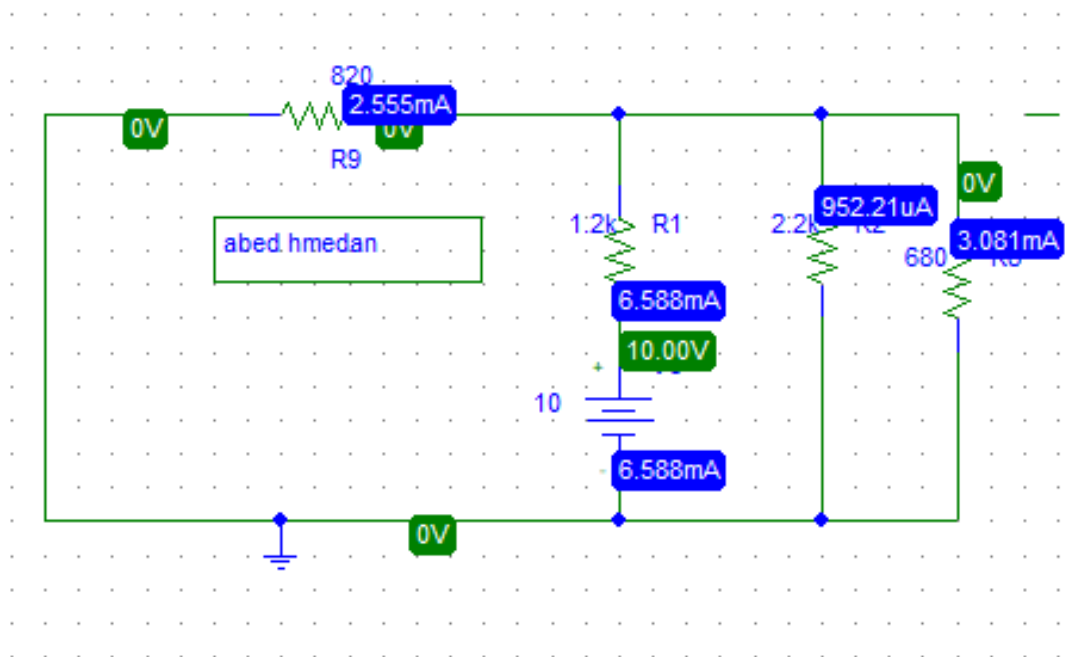 820
2.555mA
0V
0V
R9
0V
1.2k
R1
2.2k
952.21uA
3.081mA
680
abed hmedan
6.588mA
10.00V
+
10
-
6.588mA
0V